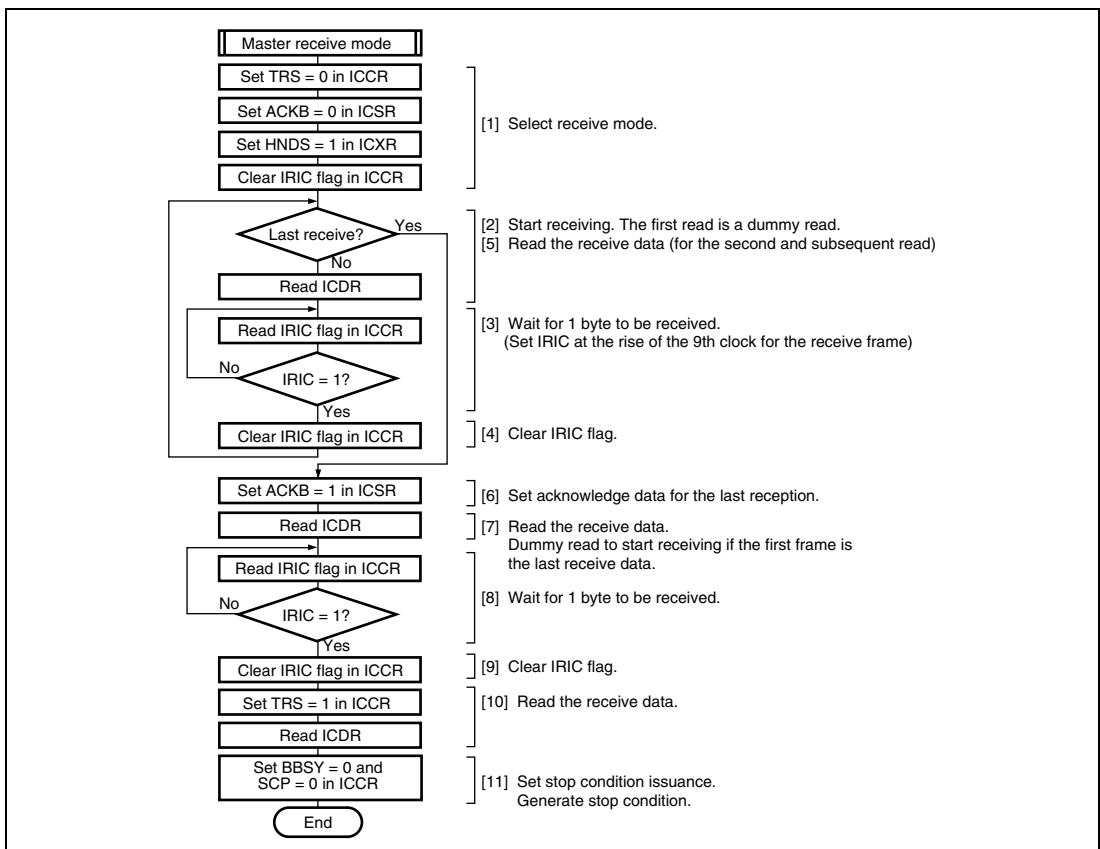 Master receive mode
Set TRS = 0 in ICCR
Set ACKB = 0 in ICSR
Set HNDS = 1 in ICXR
Clear IRIC flag in ICCR
[1] Select receive mode.
Last receive?
Yes
No
Read ICDR
[2] Start receiving. The first read is a dummy read.
[5] Read the receive data (for the second and subsequent read)
Read IRIC flag in ICCR
No
IRIC = 1?
Yes
[3] Wait for 1 byte to be received.
(Set IRIC at the rise of the 9th clock for the receive frame)
Clear IRIC flag in ICCR
[4] Clear IRIC flag.
Set ACKB = 1 in ICSR
[6] Set acknowledge data for the last reception.
Read ICDR
[7] Read the receive data.
Dummy read to start receiving if the first frame is
the last receive data.
Read IRIC flag in ICCR
No
IRIC = 1?
Yes
[8] Wait for 1 byte to be received.
Clear IRIC flag in ICCR
[9] Clear IRIC flag.
Set TRS = 1 in ICCR
Read ICDR
[10] Read the receive data.
Set BBSY = 0 and
SCP = 0 in ICCR
[11] Set stop condition issuance.
Generate stop condition.
End